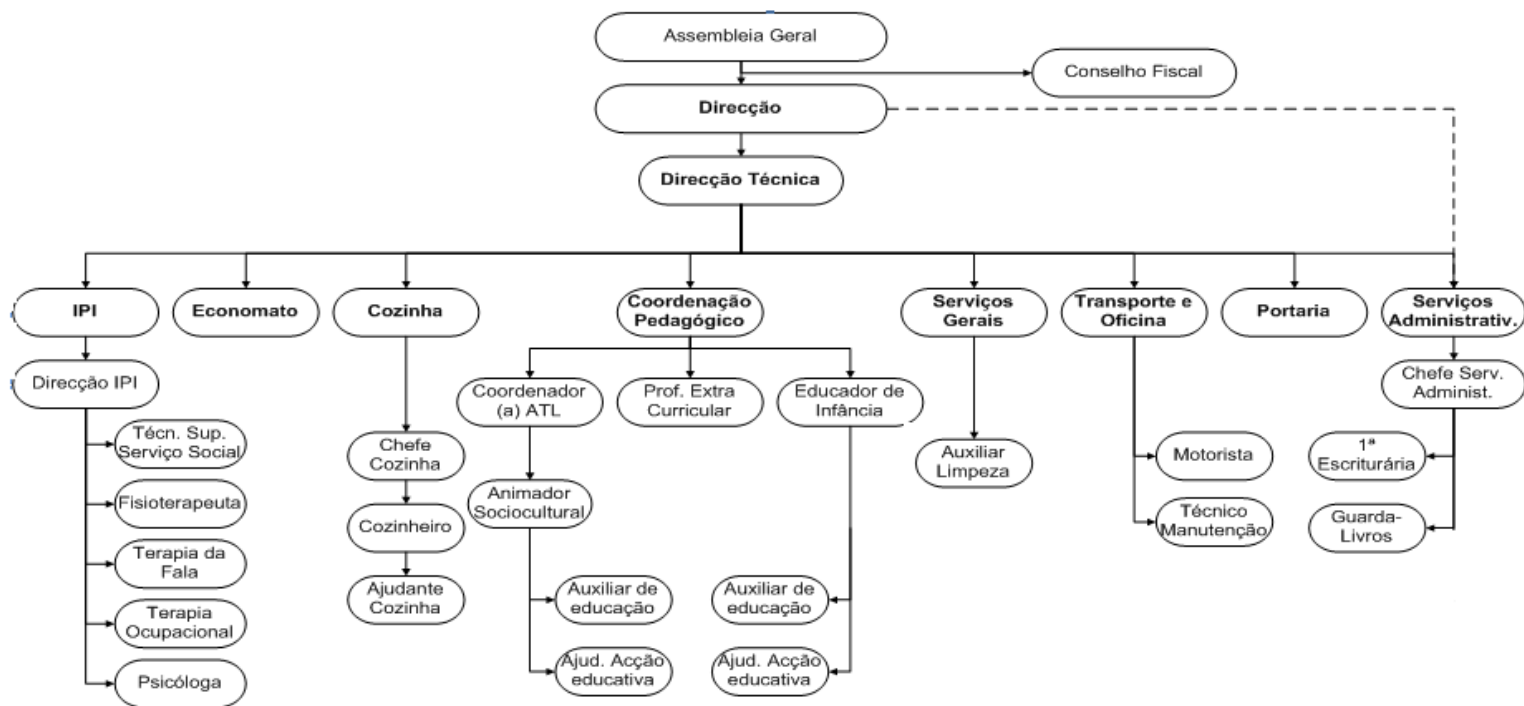 Assembleia Geral
Conselho Fiscal
Direcção
Direcção Técnica
IPI
Economato
Cozinha
Coordenação
Pedagógico
Serviços
Gerais
Transporte e
Oficina
Portaria
Serviços
Administrativ.
Direcção IPI
Coordenador
(a) ATL
Prof. Extra
Curricular
Educador de
Infância
Chefe Serv.
Administ.
Técn. Sup.
Serviço Social
Fisioterapeuta
Terapia da
Fala
Terapia
Ocupacional
Psicóloga
Chefe
Cozinha
Cozinheiro
Ajudante
Cozinha
Animador
Sociocultural
Auxiliar de
educação
Ajud. Acção
educativa
Auxiliar de
educação
Ajud. Acção
educativa
Auxiliar
Limpeza
Motorista
Técnico
Manutenção
1ª
Escriturária
Guarda-
Livros